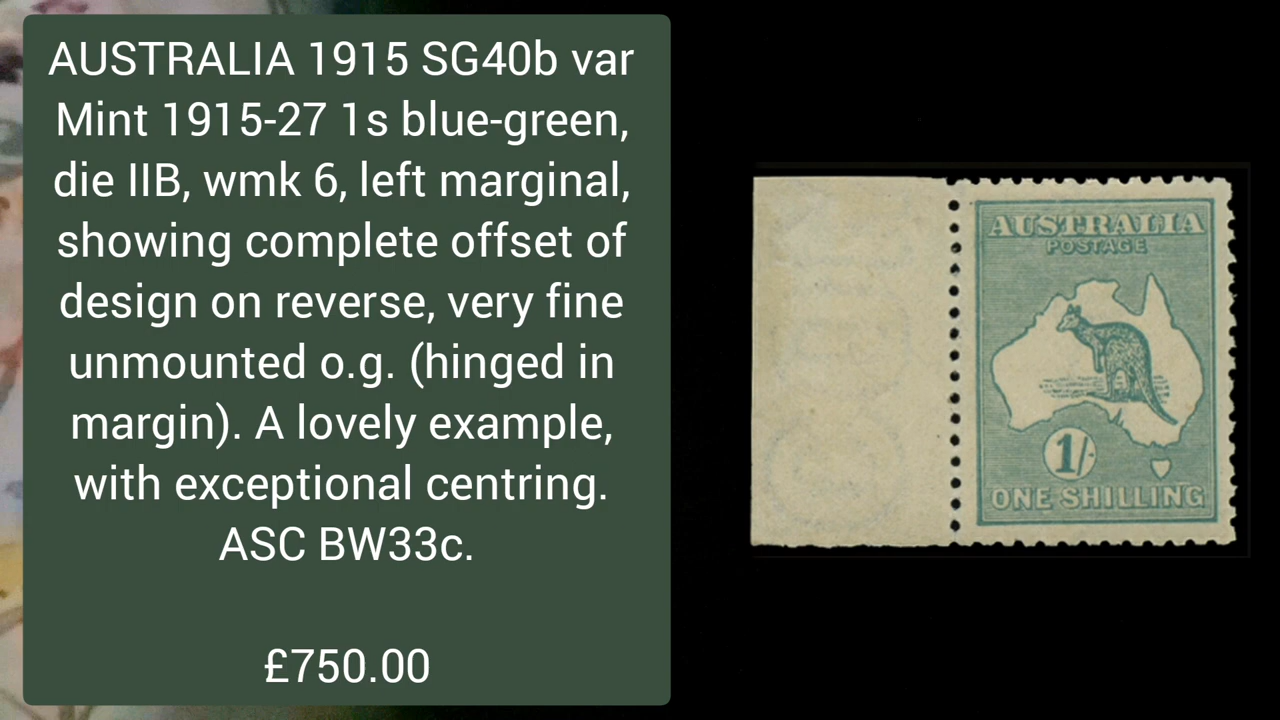 AUSTRALIA 1915 SG40b var
Mint 1915-27 1s blue-green,
die IIB, wmk 6, left marginal,
showing complete offset of
design on reverse, very fine
unmounted o.g. (hinged in
margin). A lovely example,
with exceptional centring.
ASC BW33c.
£750.00
AUSTRALIA
POSTAGE
1/-
ONE SHILLING